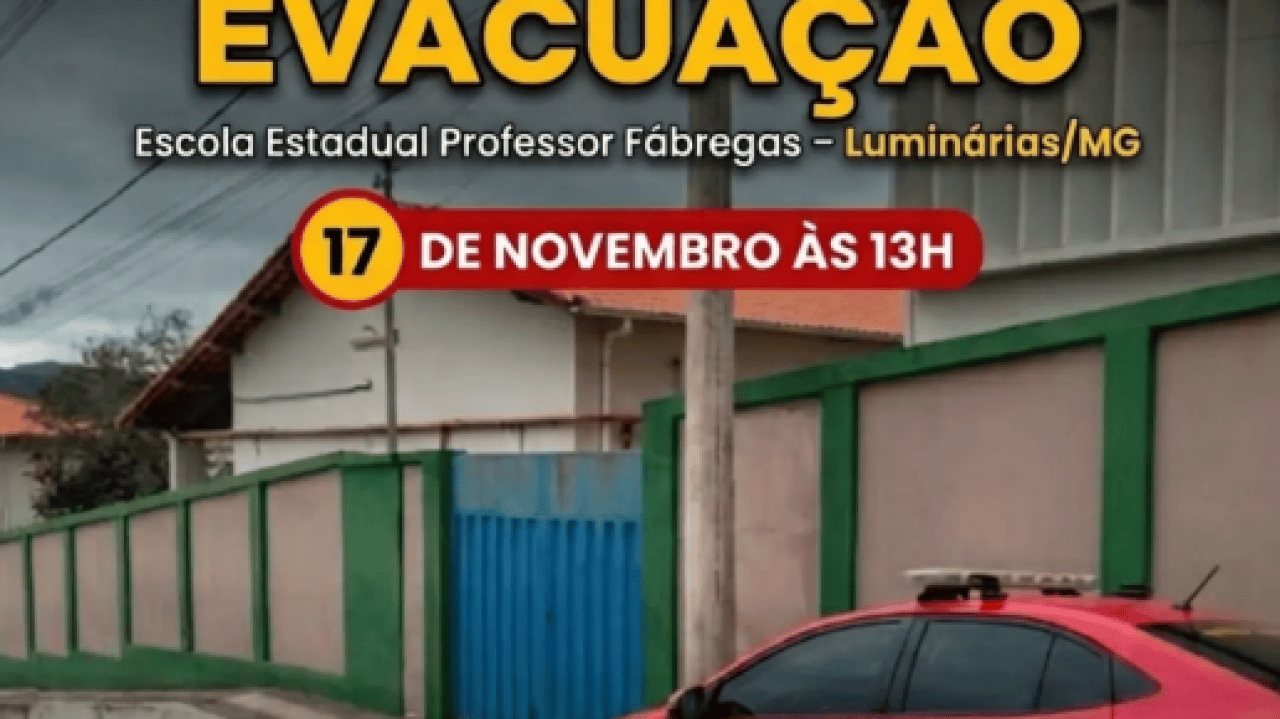 EVACUAÇÃO
Escola Estadual Professor Fábregas – Luminárias/MG
17 DE NOVEMBRO ÀS 13H